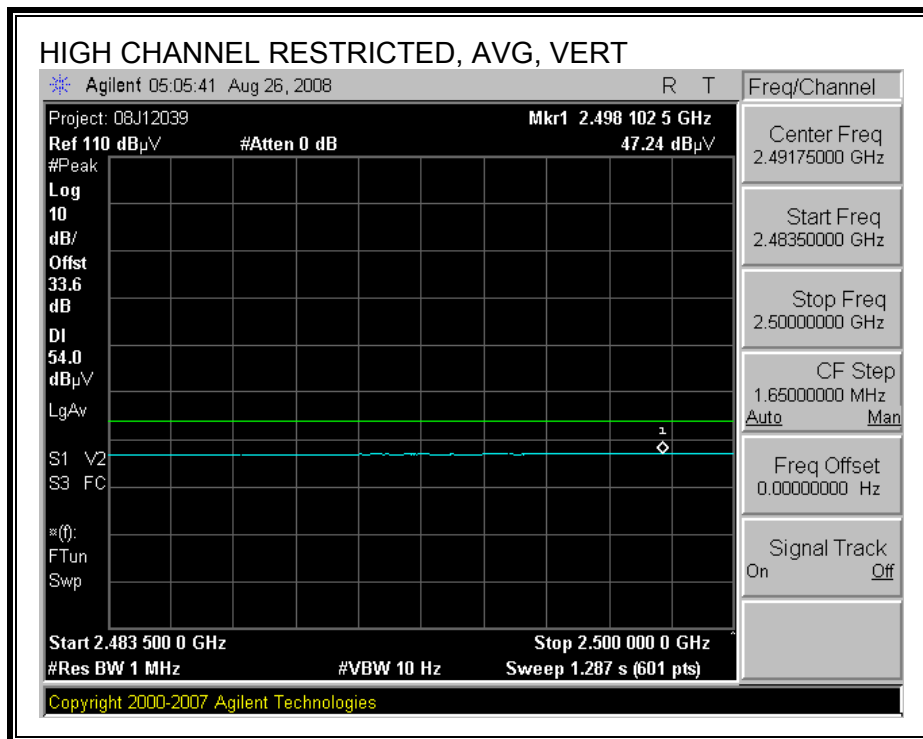 HIGH CHANNEL RESTRICTED, AVG, VERT
Agilent 05:05:41 Aug 26, 2008 R T
Project: 08J12039 Mkr1 2.498 102 5 GHz
Ref 110 dBµV #Atten 0 dB 47.24 dBµV
#Peak
Log
10
dB/
Offst
33.6
dB
DI
54.0
dBµV
LgAv
1
S1 V2
S3 FC
¤(f):
FTun
Swp
Start 2.483 500 0 GHz Stop 2.500 000 0 GHz ^
#Res BW 1 MHz #VBW 10 Hz Sweep 1.287 s (601 pts)
Copyright 2000-2007 Agilent Technologies
Freq/Channel
Center Freq
2.49175000 GHz
Start Freq
2.48350000 GHz
Stop Freq
2.50000000 GHz
CF Step
1.65000000 MHz
Auto Man
Freq Offset
0.00000000 Hz
Signal Track
On Off